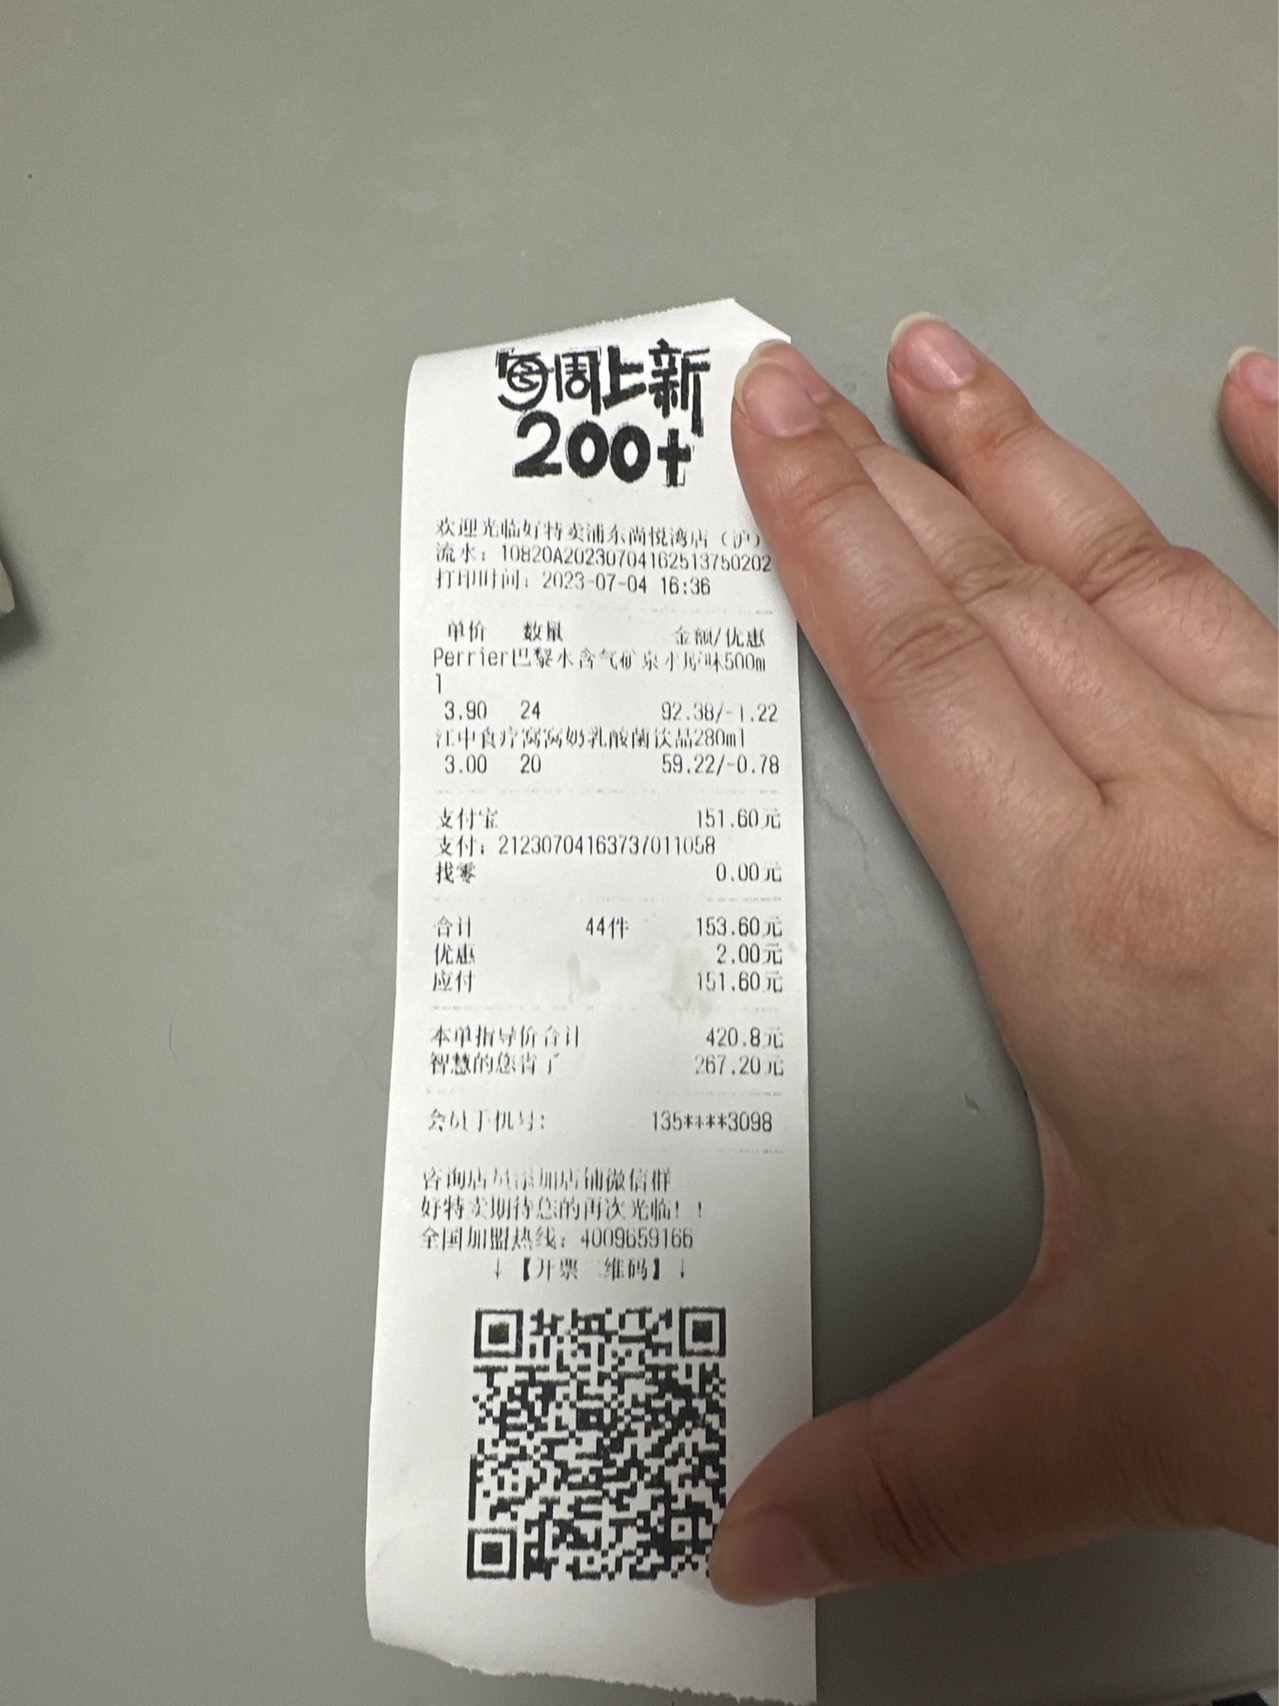 每周上新
200+
欢迎光临好特卖浦东尚悦湾店（沪）
流水：10820A202307041625137502​02
打印时间：2023-07-04 16:36
单价 数量 金额/优惠
Perrier巴黎水含气矿泉水原味500m
l
3.90 24 92.38/-1.22
江中食疗窝窝奶乳酸菌饮品280ml
3.00 20 59.22/-0.78
支付宝 151.60元
支付：21230704163737011058
找零 0.00元
合计 44件 153.60元
优惠 2.00元
应付 151.60元
本单指导价合计 420.8元
智慧的您省了 267.20元
会员手机号： 135****3098
咨询店员添加店铺微信群
好特卖期待您的再次光临！！
全国加盟热线：4009659166
↓【开票二维码】↓